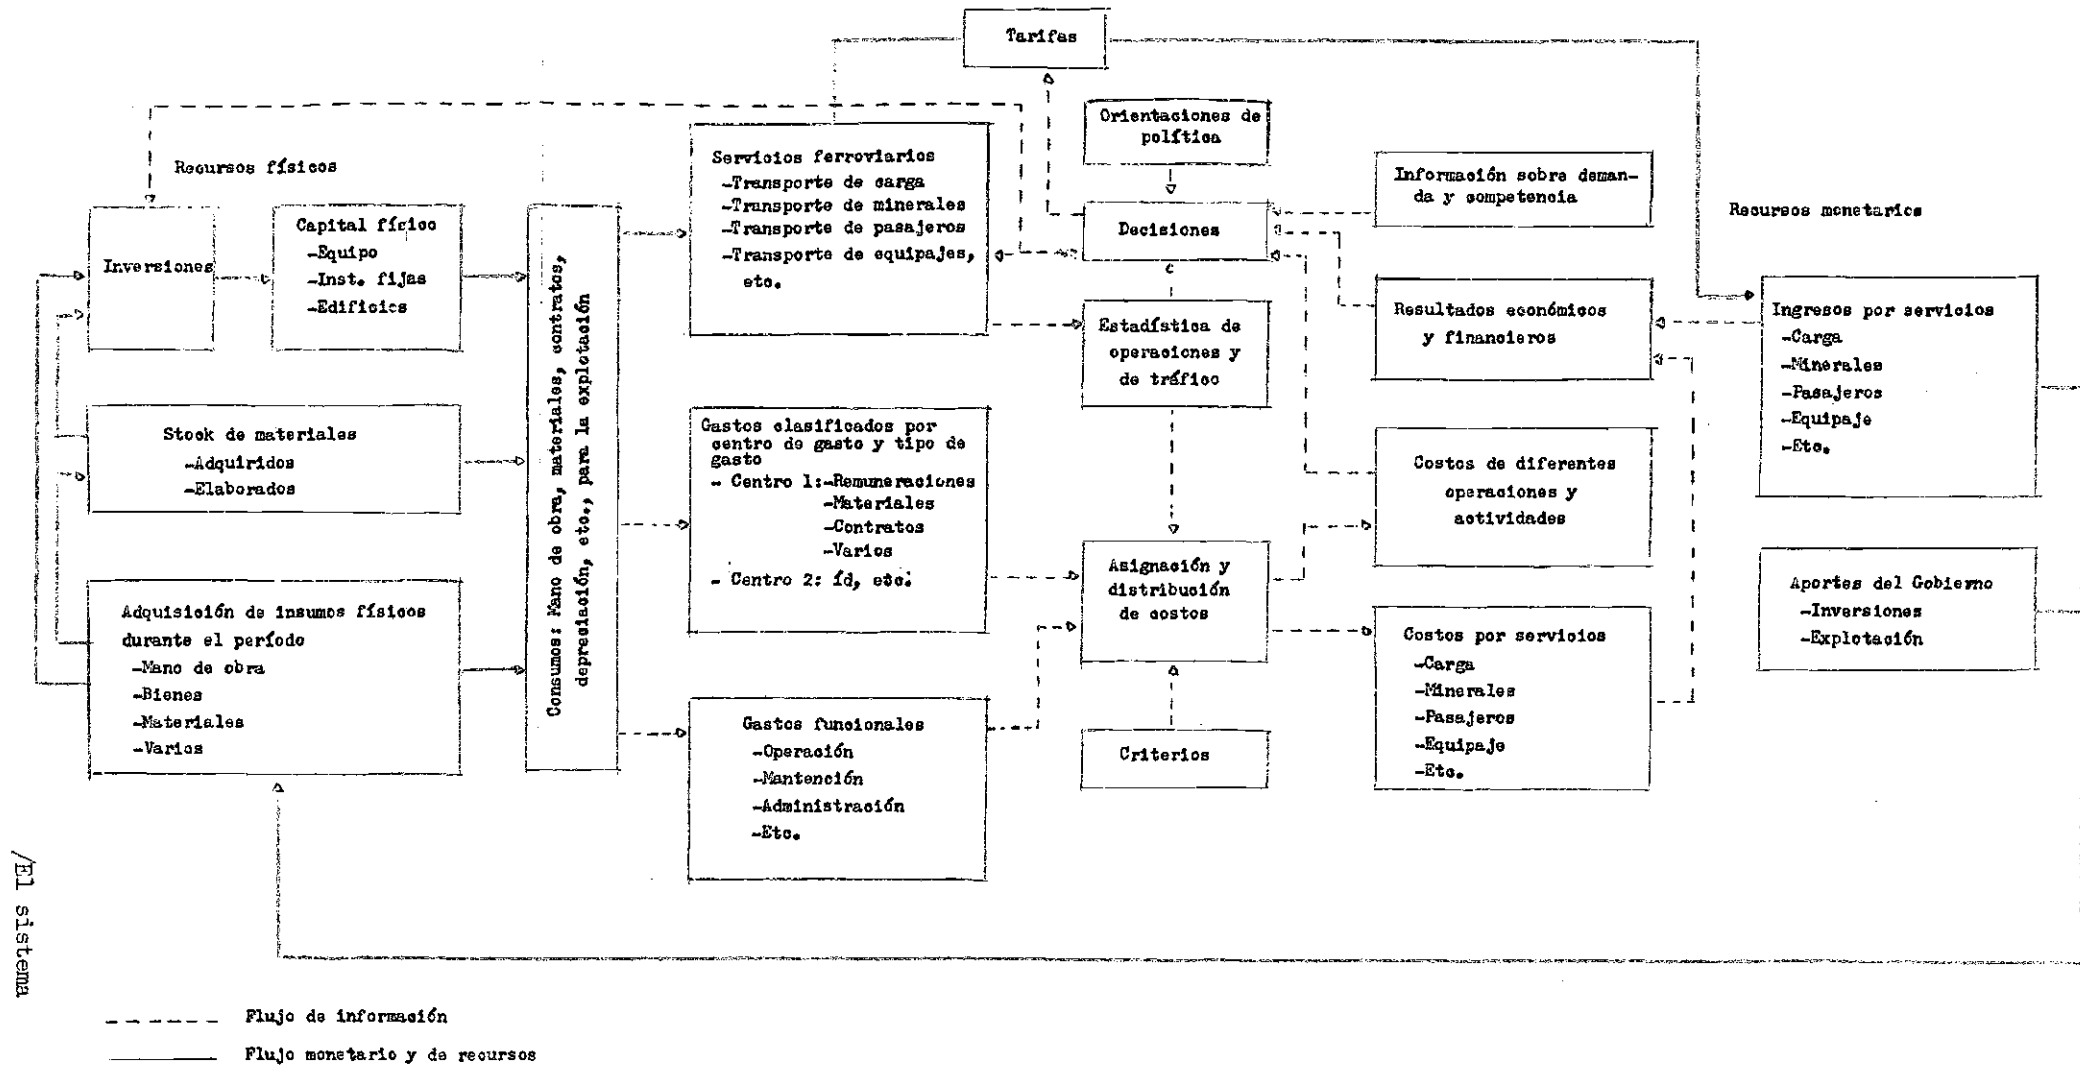 Tarifas
Recursos físicos
Inversiones
Capital físico
-Equipo
-Inst. fijas
-Edificios
Stock de materiales
-Adquiridos
-Elaborados
Adquisición de insumos físicos
durante el período
-Mano de obra
-Bienes
-Materiales
-Varios
Consumos: Mano de obra, materiales, contratos,
depreciación, etc., para la explotación
Servicios ferroviarios
-Transporte de carga
-Transporte de minerales
-Transporte de pasajeros
-Transporte de equipajes,
etc.
Gastos clasificados por
centro de gasto y tipo de
gasto
- Centro 1:-Remuneraciones
-Materiales
-Contratos
-Varios
- Centro 2: íd, etc.
Gastos funcionales
-Operación
-Mantención
-Administración
-Etc.
Orientaciones de
política
Decisiones
Estadística de
operaciones y
de tráfico
Asignación y
distribución
de costos
Criterios
Información sobre deman-
da y competencia
Resultados económicos
y financieros
Costos de diferentes
operaciones y
actividades
Costos por servicios
-Carga
-Minerales
-Pasajeros
-Equipaje
-Etc.
Recursos monetarios
Ingresos por servicios
-Carga
-Minerales
-Pasajeros
-Equipaje
-Etc.
Aportes del Gobierno
-Inversiones
-Explotación
/El sistema
Flujo de información
Flujo monetario y de recursos